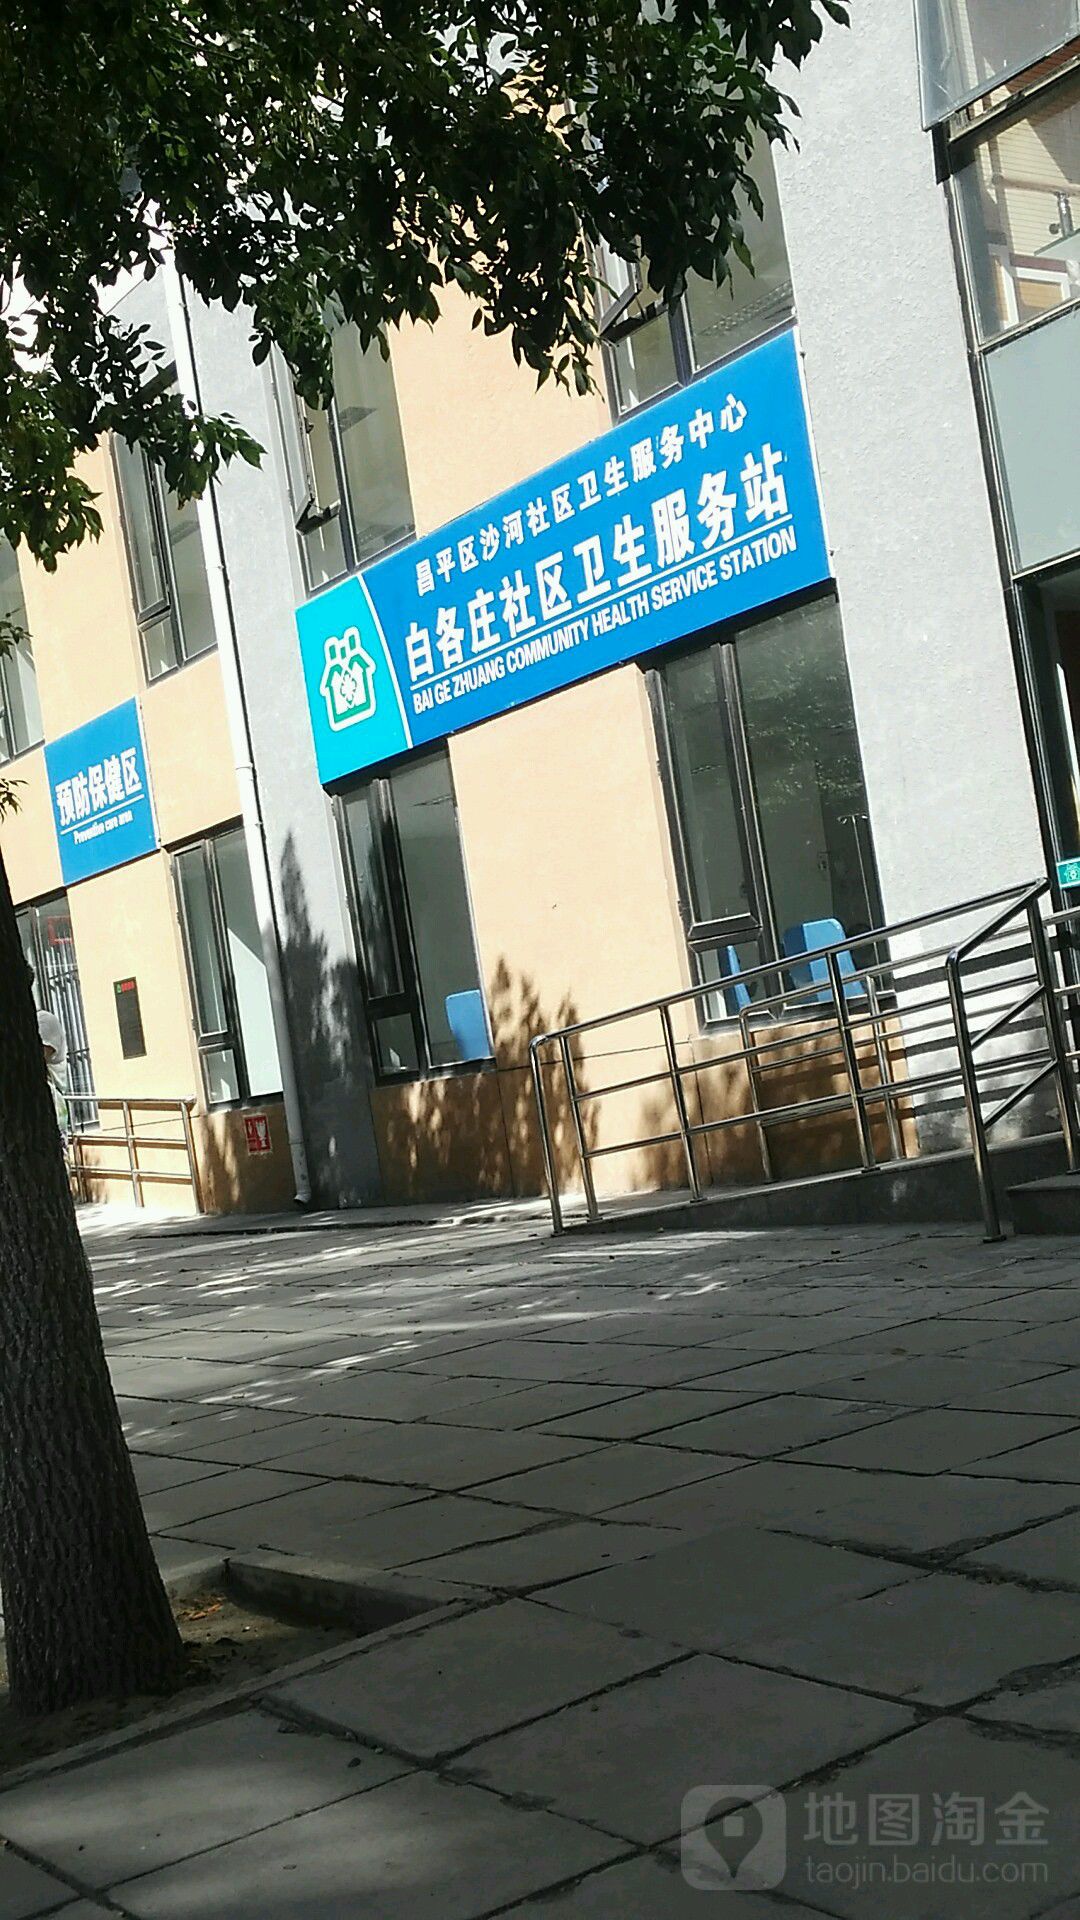 昌平区沙河社区卫生服务中心
白各庄社区卫生服务站
BAI GE ZHUANG COMMUNITY HEALTH SERVICE STATION
预防保健区
Preventive care area
地图淘金
taojin.baidu.com